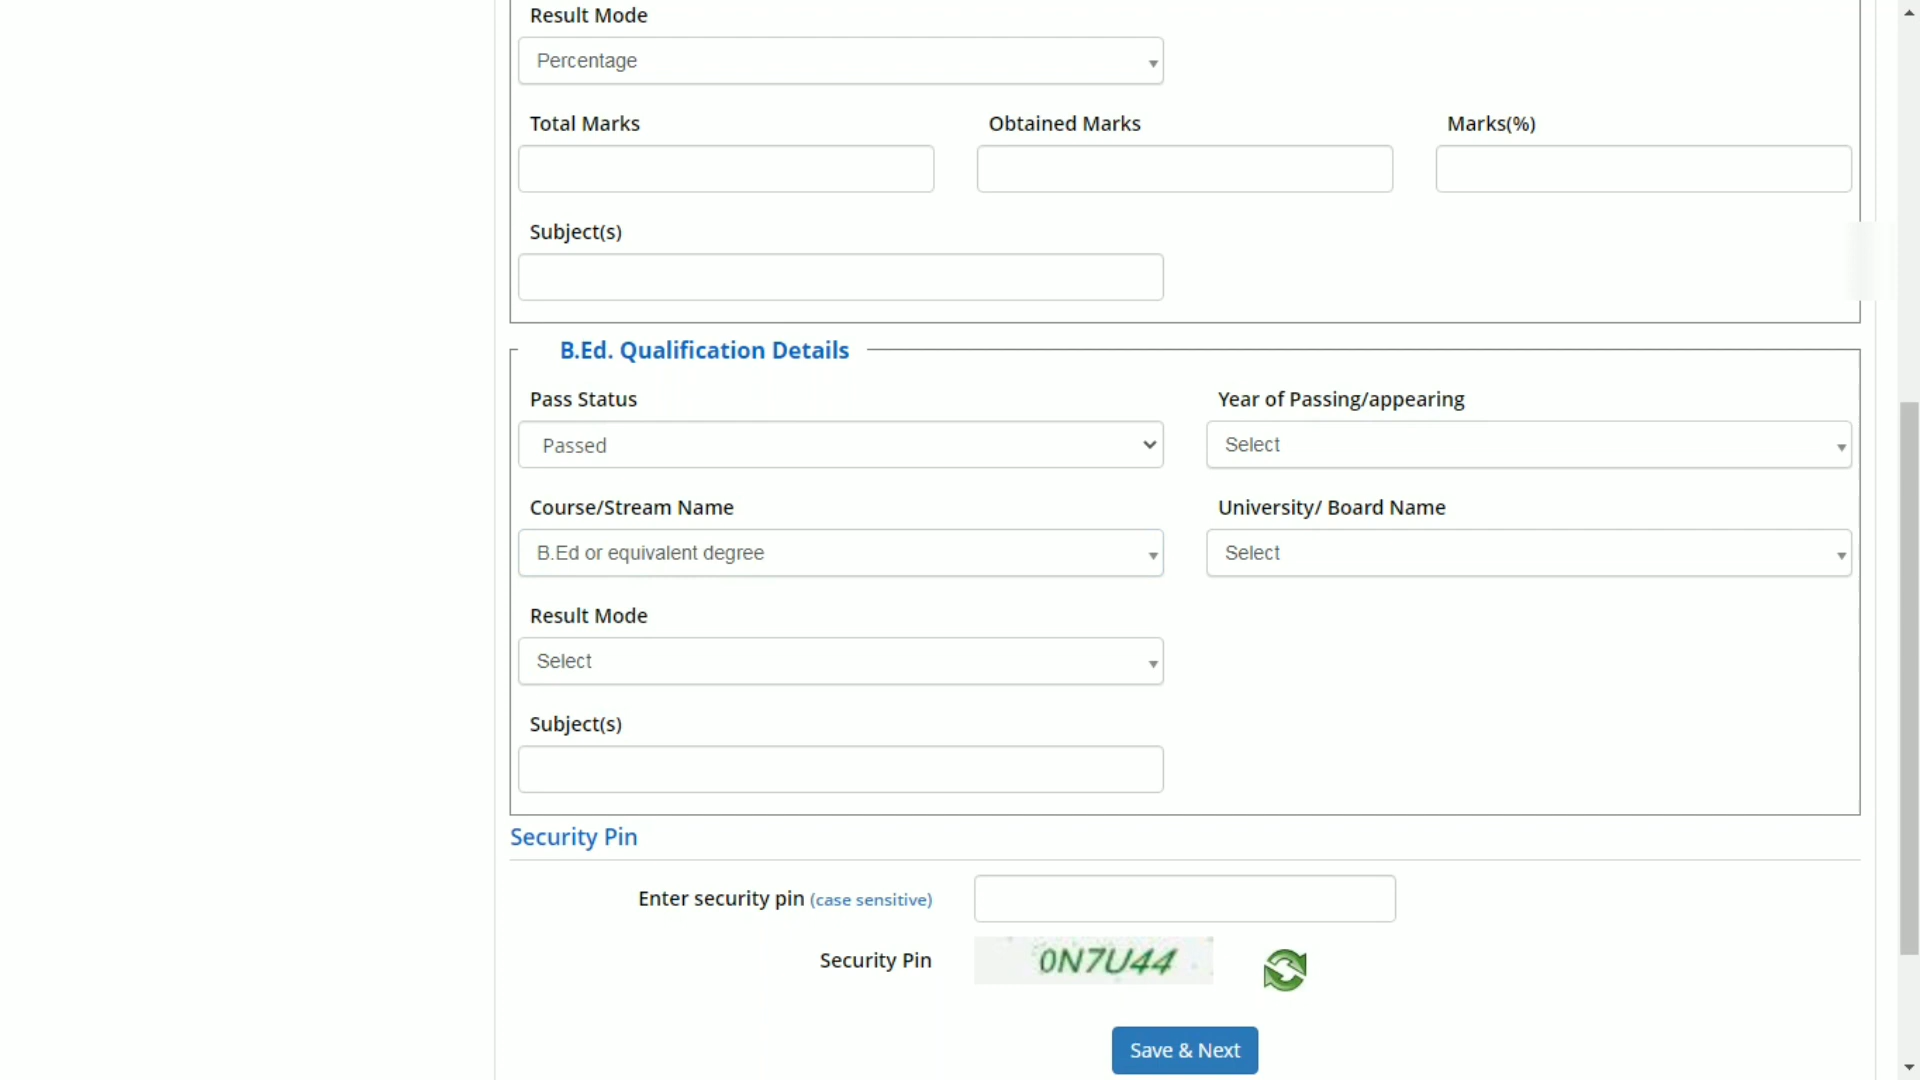 Result Mode
Percentage
Total Marks Obtained Marks Marks(%)
Subject(s)
B.Ed. Qualification Details
Pass Status Year of Passing/appearing
Passed Select
Course/Stream Name University/ Board Name
B.Ed or equivalent degree Select
Result Mode
Select
Subject(s)
Security Pin
Enter security pin (case sensitive)
Security Pin 0N7U44
Save & Next